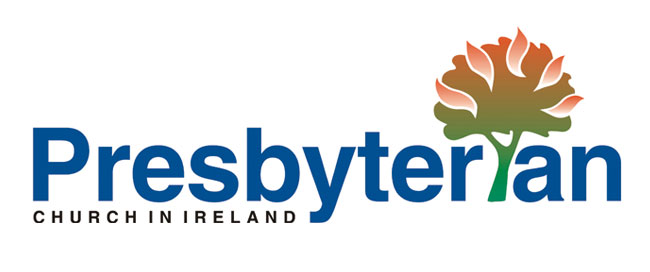 Presbyterian
CHURCH IN IRELAND